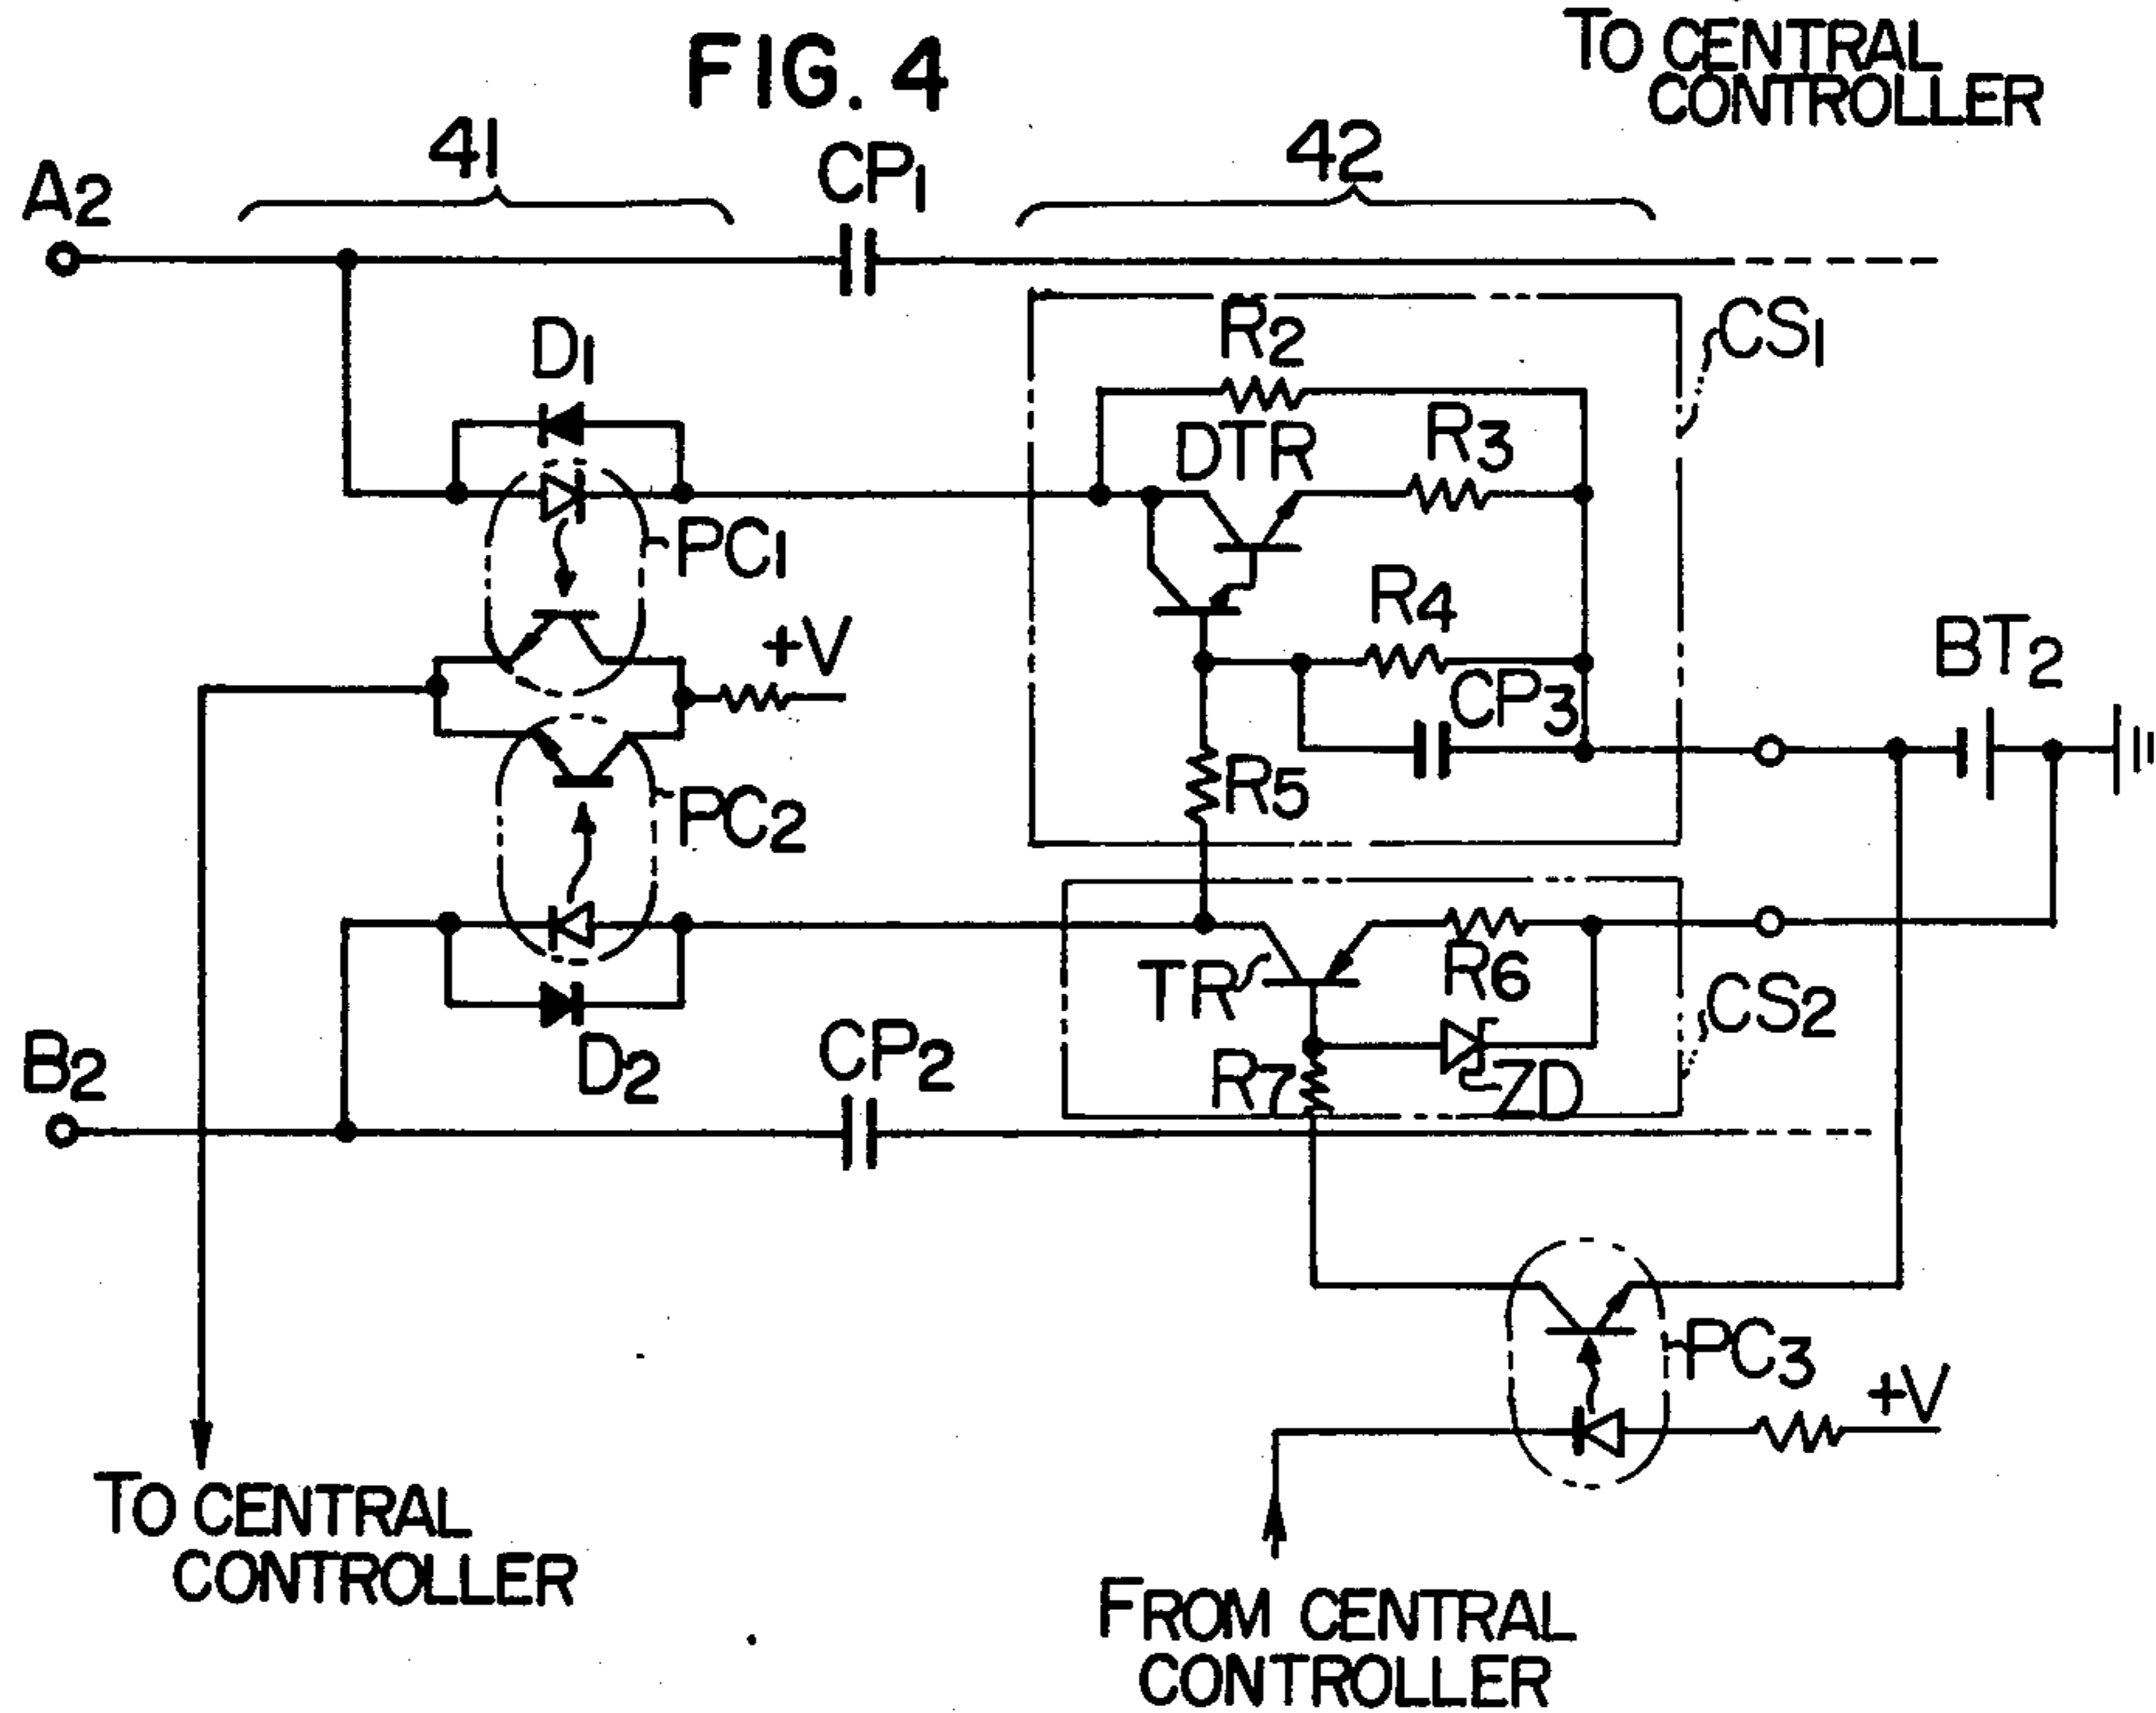 FIG. 4
TO CENTRAL
CONTROLLER
41
CP1
42
A2
CS1
R2
D1
DTR
R3
PC1
R4
+V
BT2
CP3
R5
PC2
TR
R6
CS2
B2
D2
CP2
R7
ZD
PC3
+V
TO CENTRAL
CONTROLLER
FROM CENTRAL
CONTROLLER